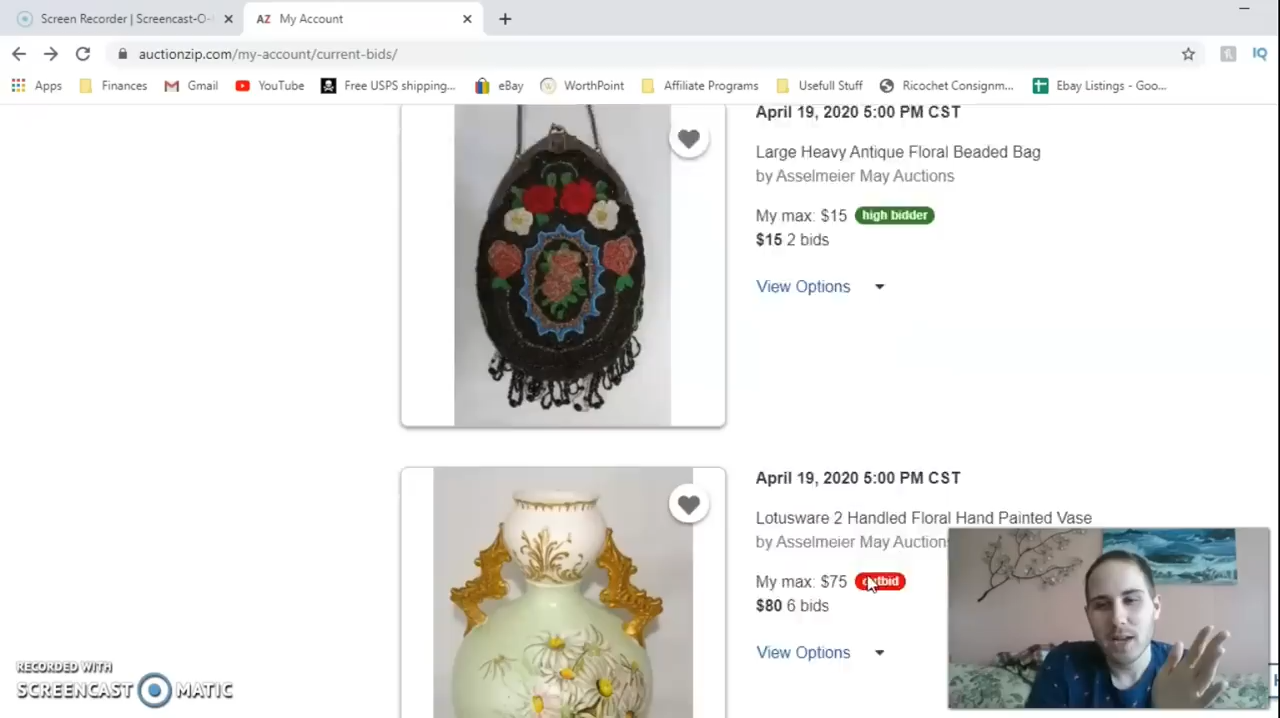 Screen Recorder | Screencast-O-
AZ My Account
auctionzip.com/my-account/current-bids/
IQ
Apps Finances Gmail YouTube Free USPS shipping... eBay WorthPoint Affiliate Programs Usefull Stuff Ricochet Consignm... Ebay Listings - Goo...
April 19, 2020 5:00 PM CST
Large Heavy Antique Floral Beaded Bag
by Asselmeier May Auctions
My max: $15 high bidder
$15 2 bids
View Options
April 19, 2020 5:00 PM CST
Lotusware 2 Handled Floral Hand Painted Vase
by Asselmeier May Auctions
My max: $75 outbid
$80 6 bids
View Options
RECORDED WITH
SCREENCAST MATIC